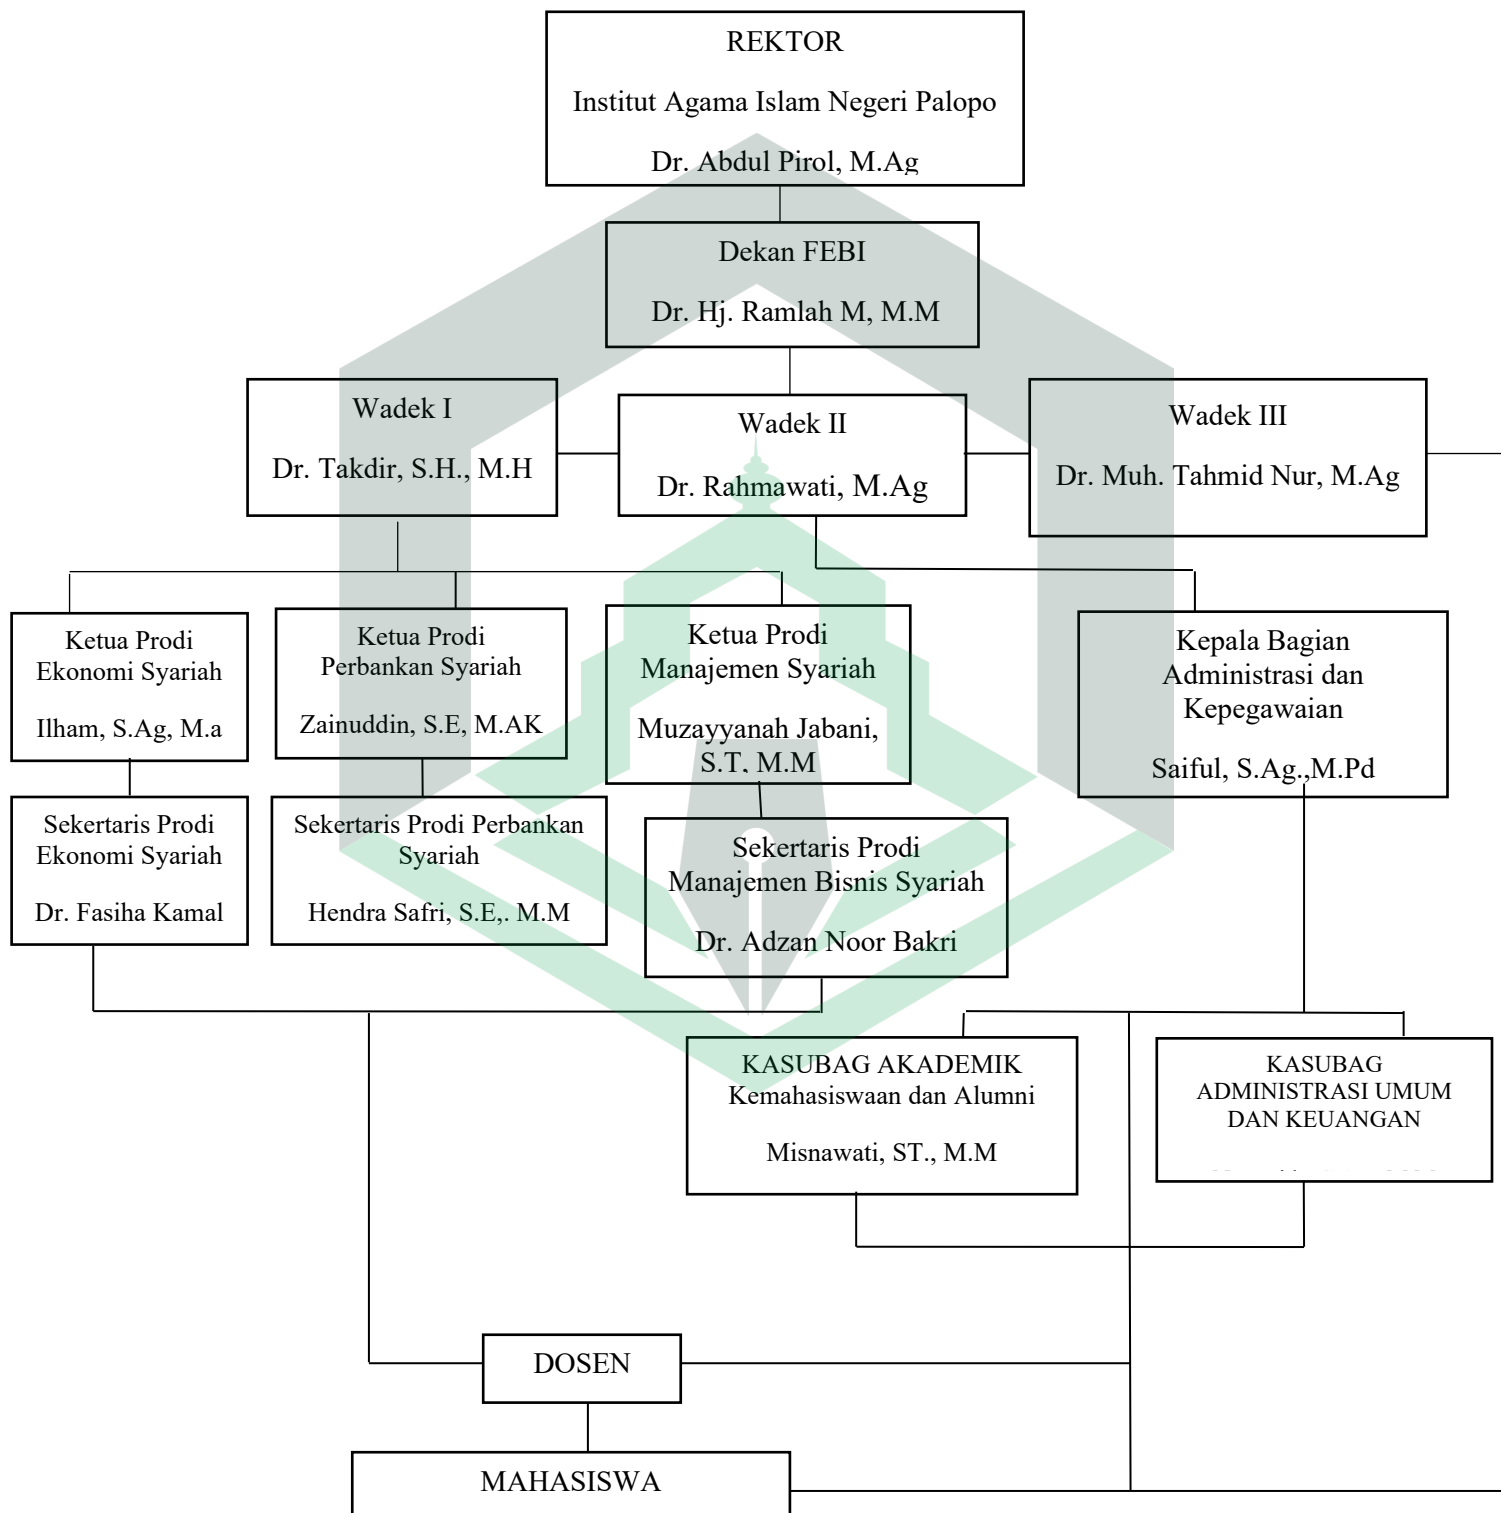 REKTOR
Institut Agama Islam Negeri Palopo
Dr. Abdul Pirol, M.Ag
Dekan FEBI
Dr. Hj. Ramlah M, M.M
Wadek I
Dr. Takdir, S.H., M.H
Wadek II
Dr. Rahmawati, M.Ag
Wadek III
Dr. Muh. Tahmid Nur, M.Ag
Ketua Prodi
Ekonomi Syariah
Ilham, S.Ag, M.a
Ketua Prodi
Perbankan Syariah
Zainuddin, S.E, M.AK
Ketua Prodi
Manajemen Syariah
Muzayyanah Jabani,
S.T, M.M
Kepala Bagian
Administrasi dan
Kepegawaian
Saiful, S.Ag.,M.Pd
Sekertaris Prodi
Ekonomi Syariah
Dr. Fasiha Kamal
Sekertaris Prodi Perbankan
Syariah
Hendra Safri, S.E,. M.M
Sekertaris Prodi
Manajemen Bisnis Syariah
Dr. Adzan Noor Bakri
KASUBAG AKADEMIK
Kemahasiswaan dan Alumni
Misnawati, ST., M.M
KASUBAG
ADMINISTRASI UMUM
DAN KEUANGAN
DOSEN
MAHASISWA